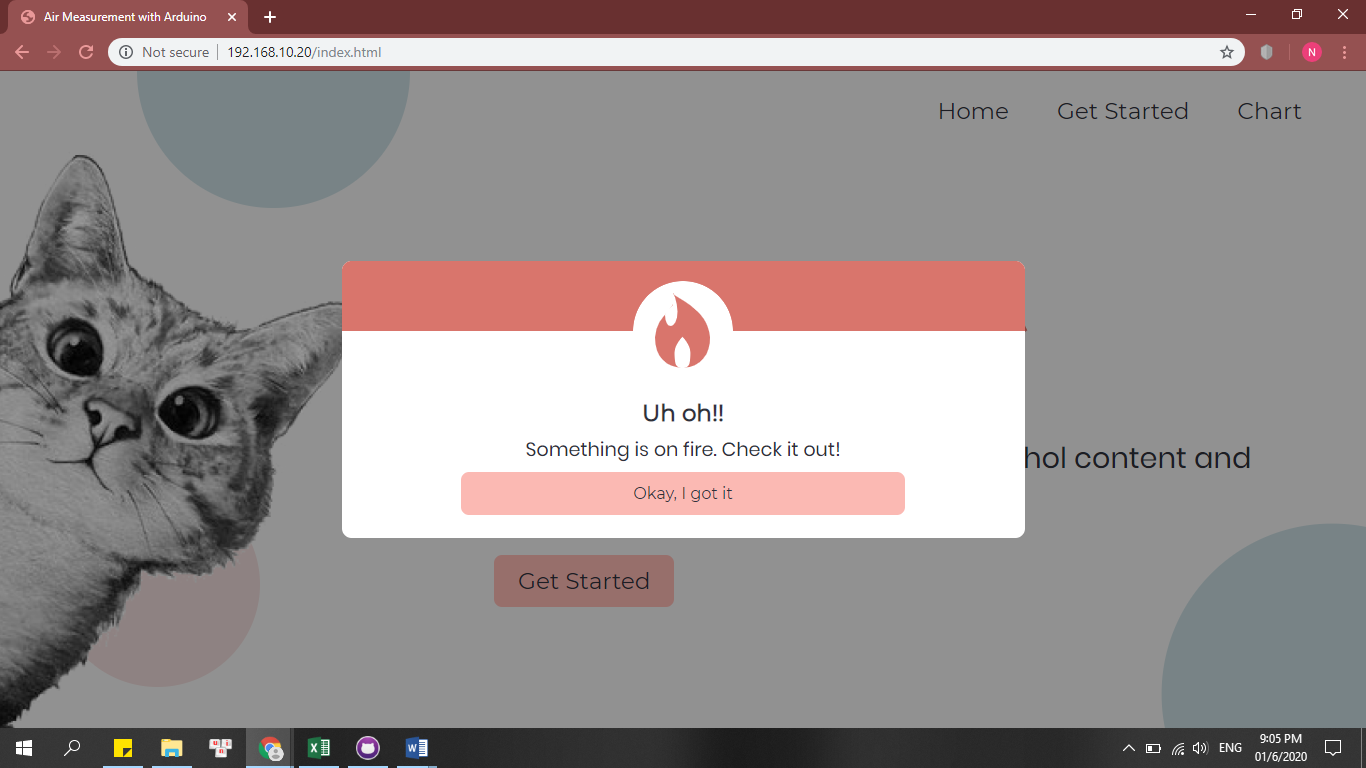 Air Measurement with Arduino
Not secure
192.168.10.20/index.html
N
Home
Get Started
Chart
Uh oh!!
Something is on fire. Check it out!
Okay, I got it
hol content and
Get Started
ENG
9:05 PM
01/6/2020